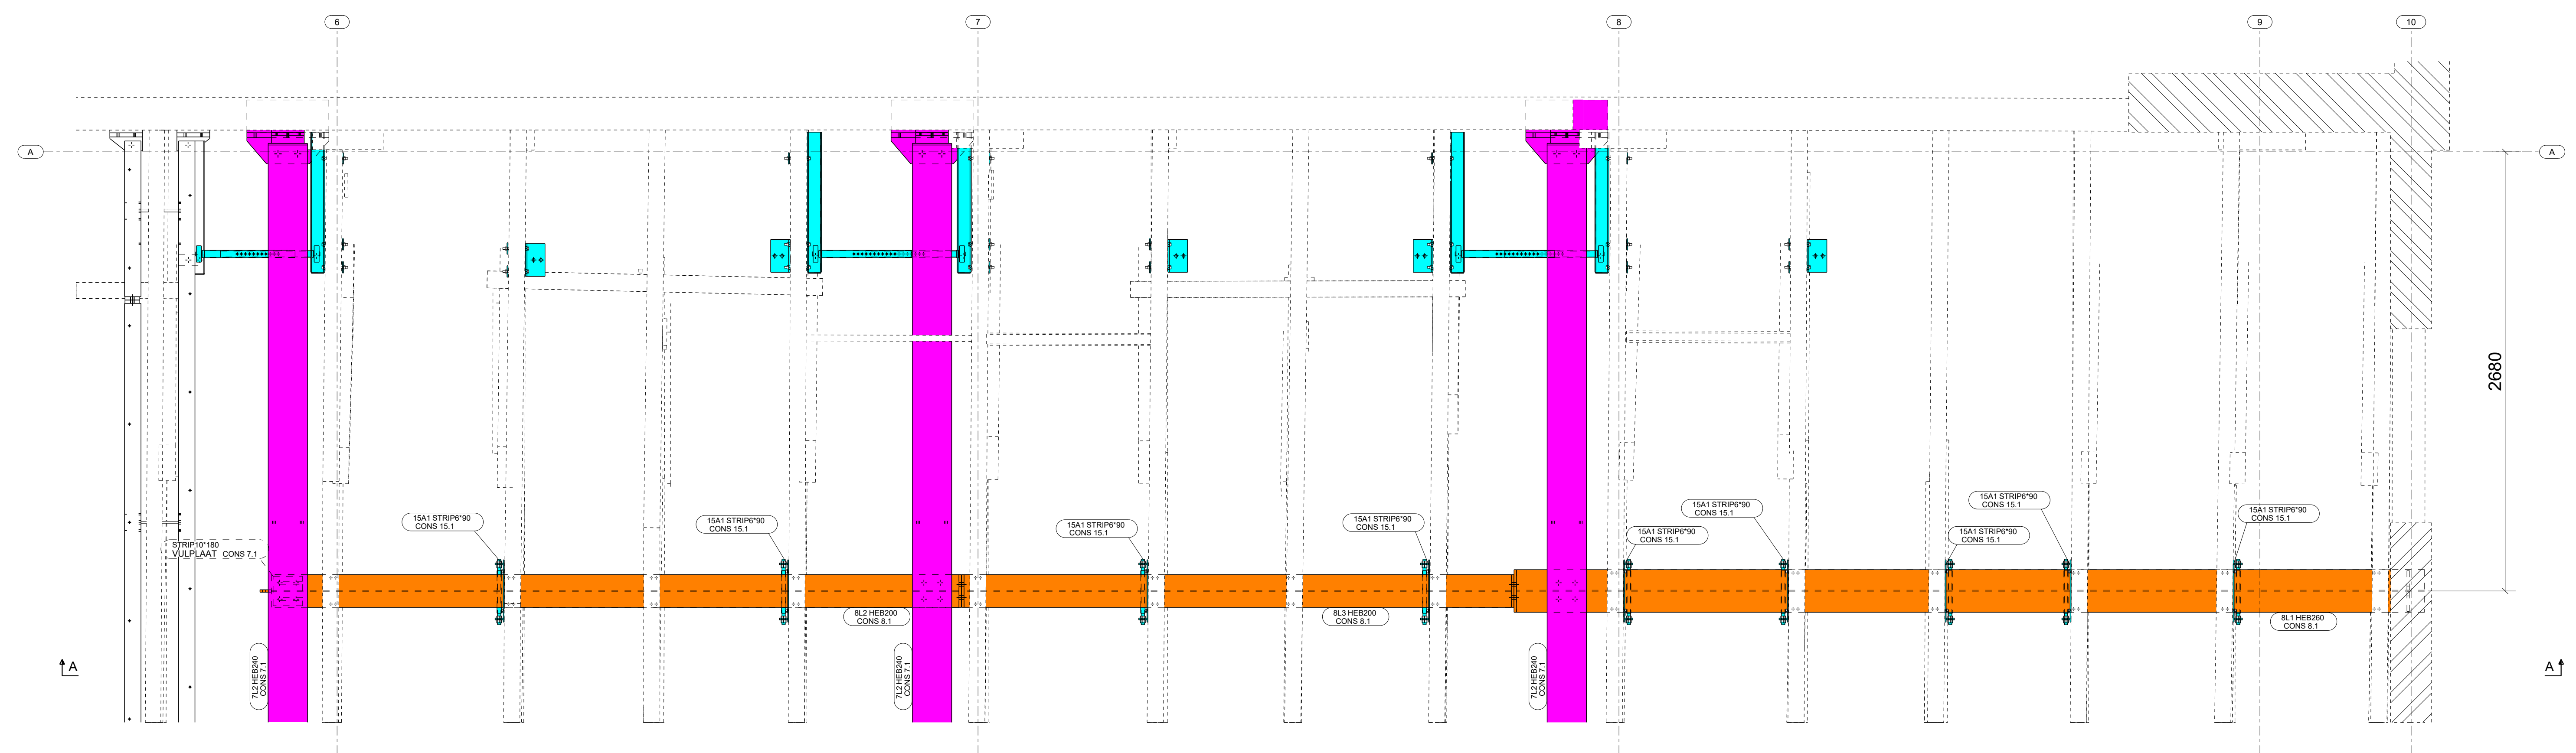 6
7
8
9
10
A
A
2680
15A1 STRIP6*90
CONS 15.1
15A1 STRIP6*90
CONS 15.1
15A1 STRIP6*90
CONS 15.1
15A1 STRIP6*90
CONS 15.1
15A1 STRIP6*90
CONS 15.1
15A1 STRIP6*90
CONS 15.1
15A1 STRIP6*90
CONS 15.1
15A1 STRIP6*90
CONS 15.1
15A1 STRIP6*90
CONS 15.1
STRIP10*180
VULPLAAT CONS 7.1
8L2 HEB200
CONS 8.1
8L3 HEB200
CONS 8.1
8L1 HEB260
CONS 8.1
7L2 HEB240
CONS 7.1
7L2 HEB240
CONS 7.1
7L2 HEB240
CONS 7.1
A
A